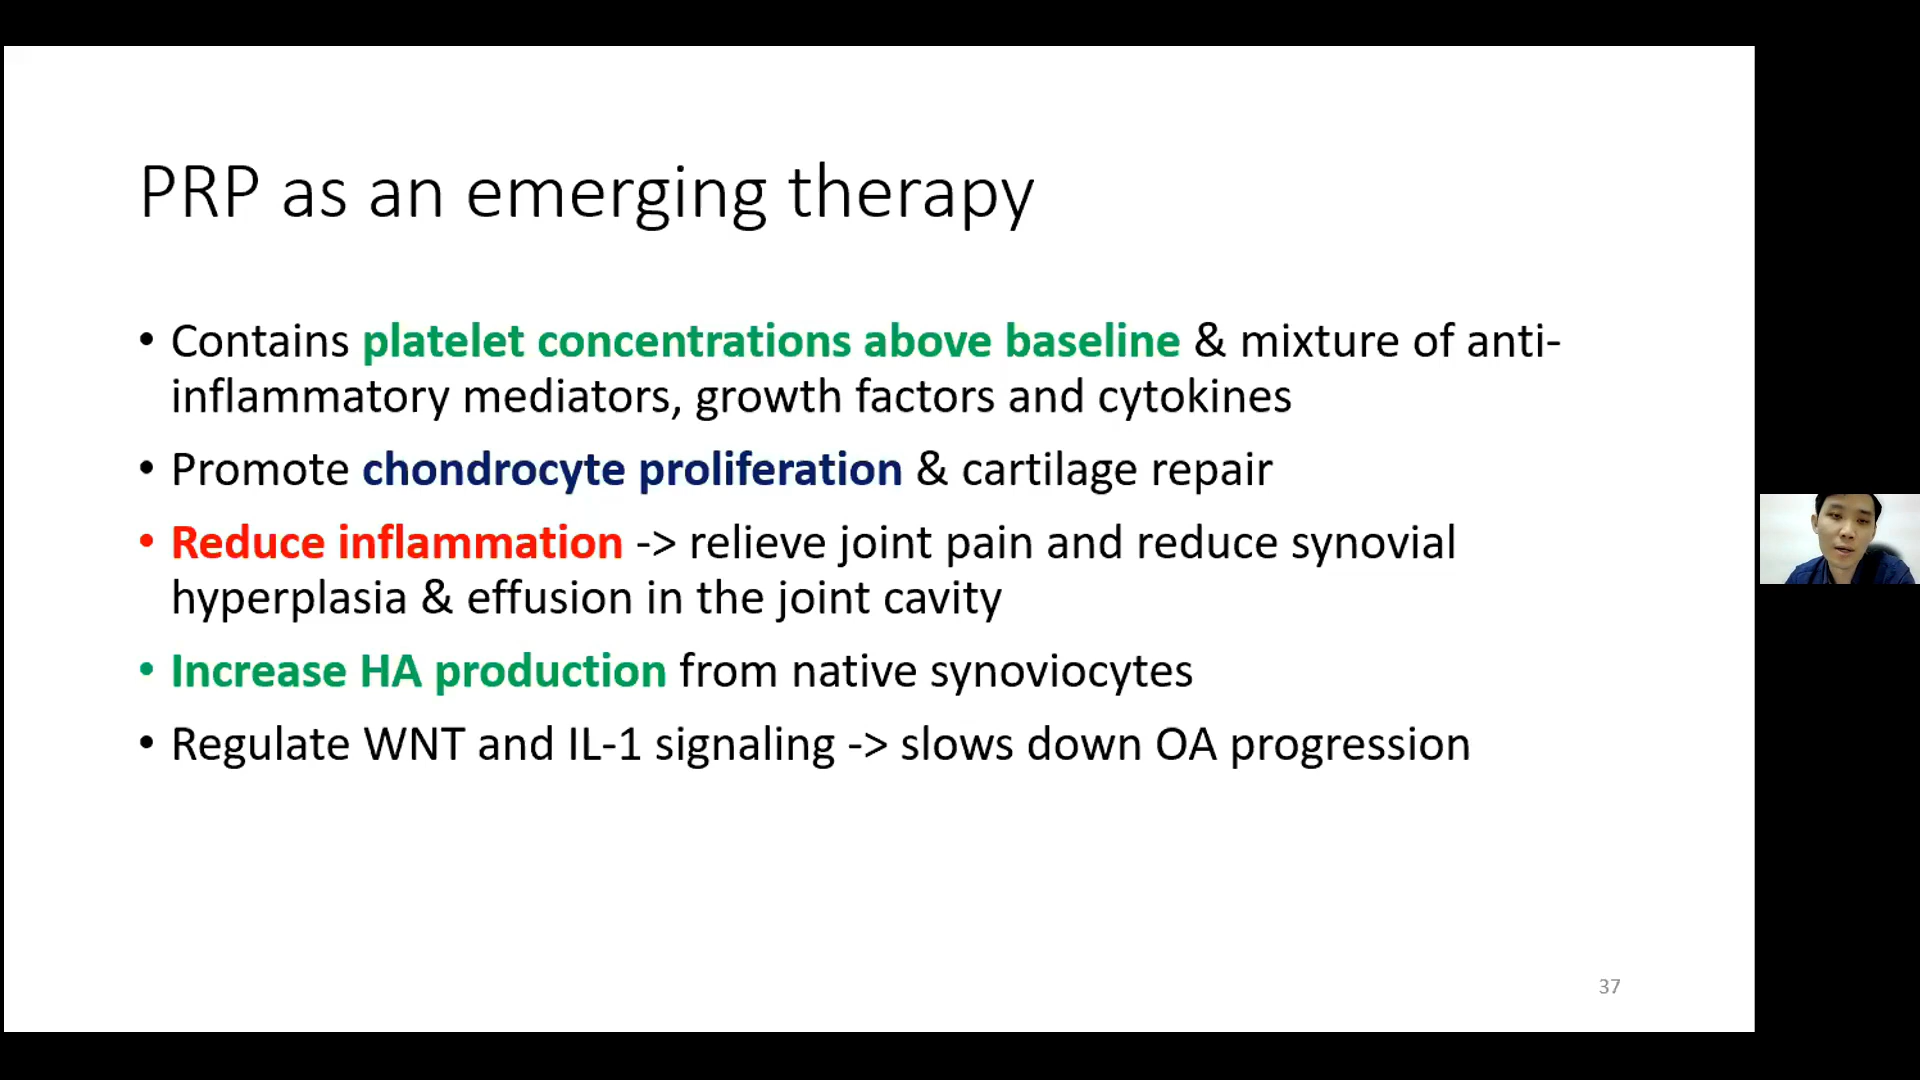 PRP as an emerging therapy
• Contains platelet concentrations above baseline & mixture of anti-
inflammatory mediators, growth factors and cytokines
• Promote chondrocyte proliferation & cartilage repair
• Reduce inflammation -> relieve joint pain and reduce synovial
hyperplasia & effusion in the joint cavity
• Increase HA production from native synoviocytes
• Regulate WNT and IL-1 signaling -> slows down OA progression
37